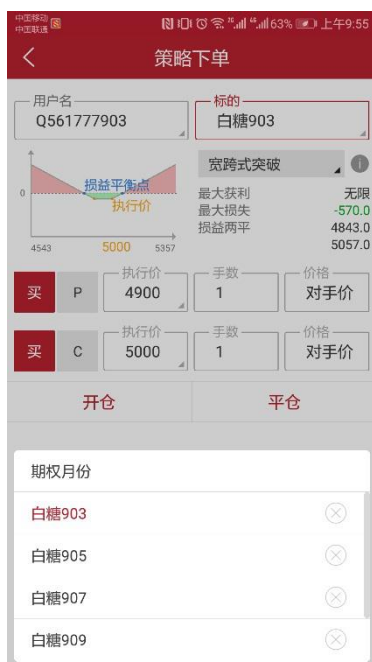 中国移动
中国联通
63% 上午9:55
策略下单
用户名
Q561777903
标的
白糖903
宽跨式突破
损益平衡点
执行价
0
4543 5000 5357
最大获利 无限
最大损失 -570.0
损益两平 4843.0
5057.0
买 P 执行价 4900 手数 1 价格 对手价
买 C 执行价 5000 手数 1 价格 对手价
开仓 平仓
期权月份
白糖903
白糖905
白糖907
白糖909